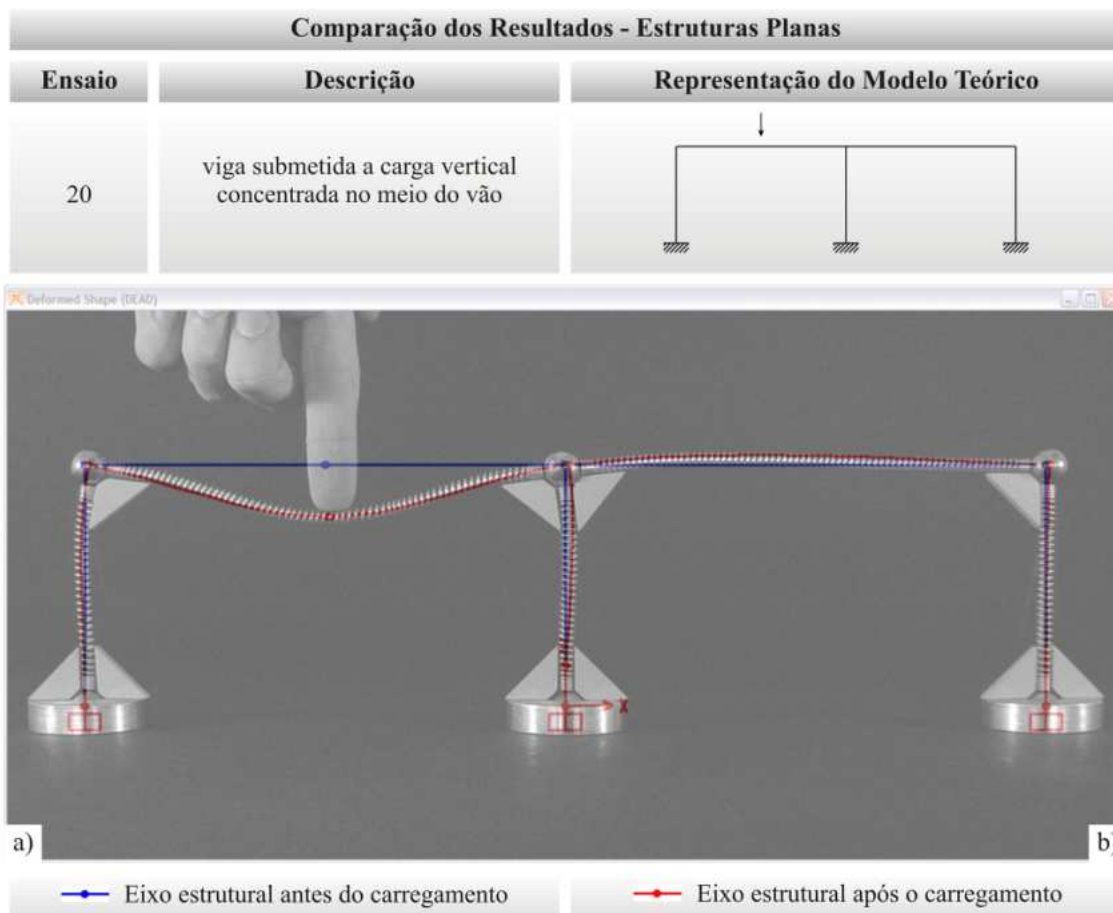 Comparação dos Resultados - Estruturas Planas
Ensaio
Descrição
Representação do Modelo Teórico
20
viga submetida a carga vertical
concentrada no meio do vão
Deformed Shape (DEAD)
X
a)
b)
Eixo estrutural antes do carregamento
Eixo estrutural após o carregamento